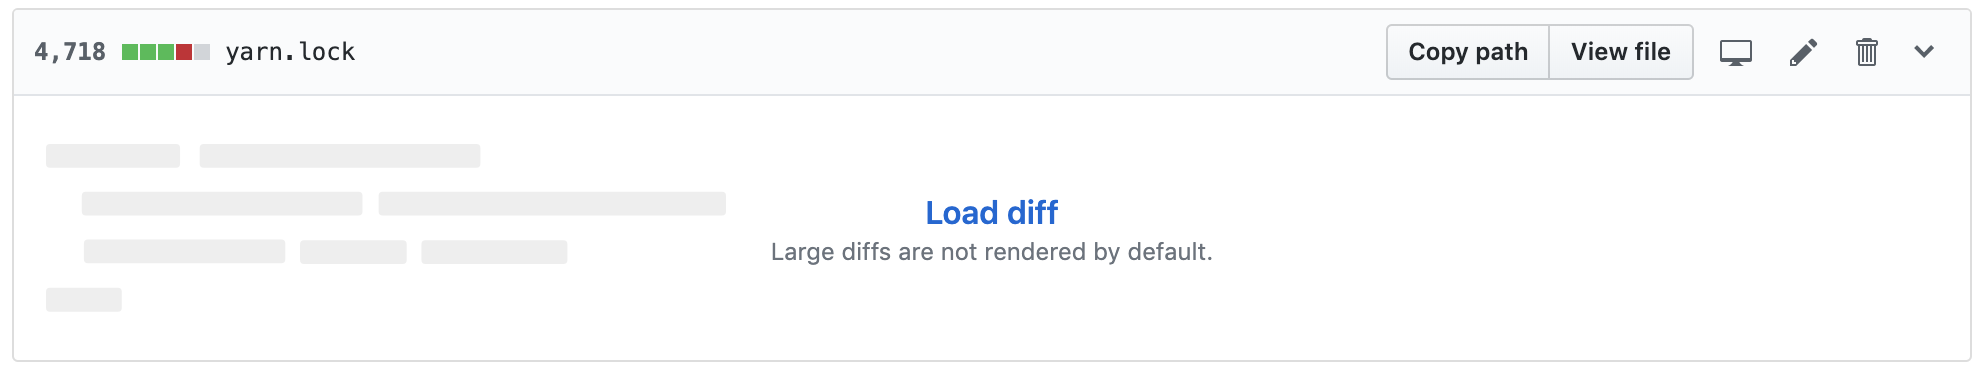 4,718 yarn.lock Copy path View file
Load diff
Large diffs are not rendered by default.